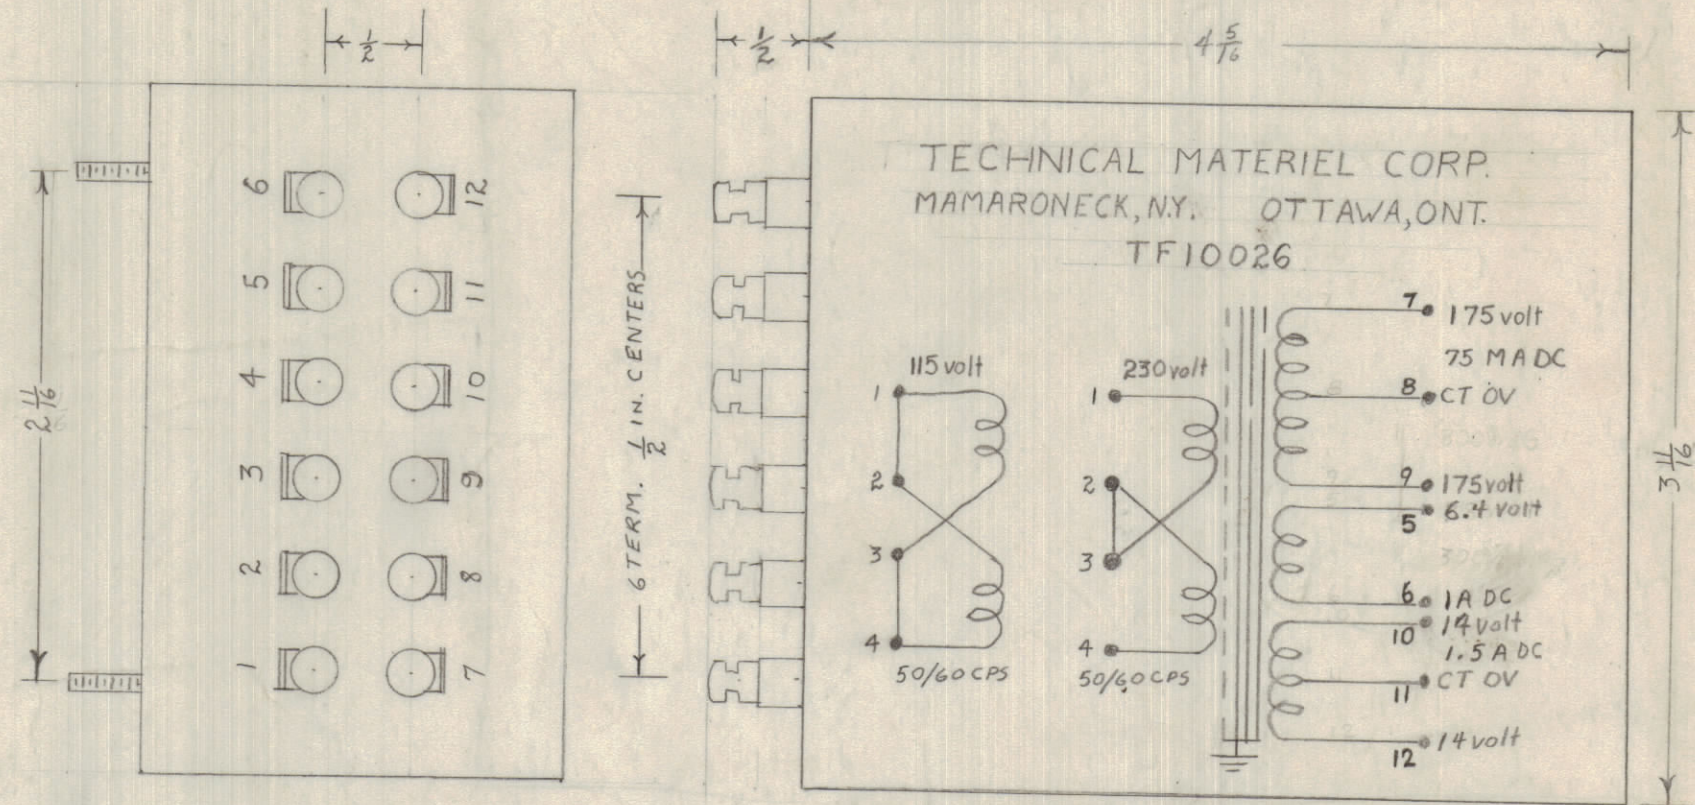 1/2
1/2
4 5/16
2 11/16
6
12
5
11
4
10
3
9
2
8
1
7
6 TERM. 1/2 IN. CENTERS
TECHNICAL MATERIEL CORP.
MAMARONECK, N.Y. OTTAWA, ONT.
TF10026
115 volt
1
2
3
4
50/60 CPS
230 volt
1
2
3
4
50/60 CPS
7 175 volt
75 MA DC
8 CT 0V
9 175 volt
5 6.4 volt
6 1A DC
10 14 volt
1.5 A DC
11 CT 0V
12 14 volt
3 11/16